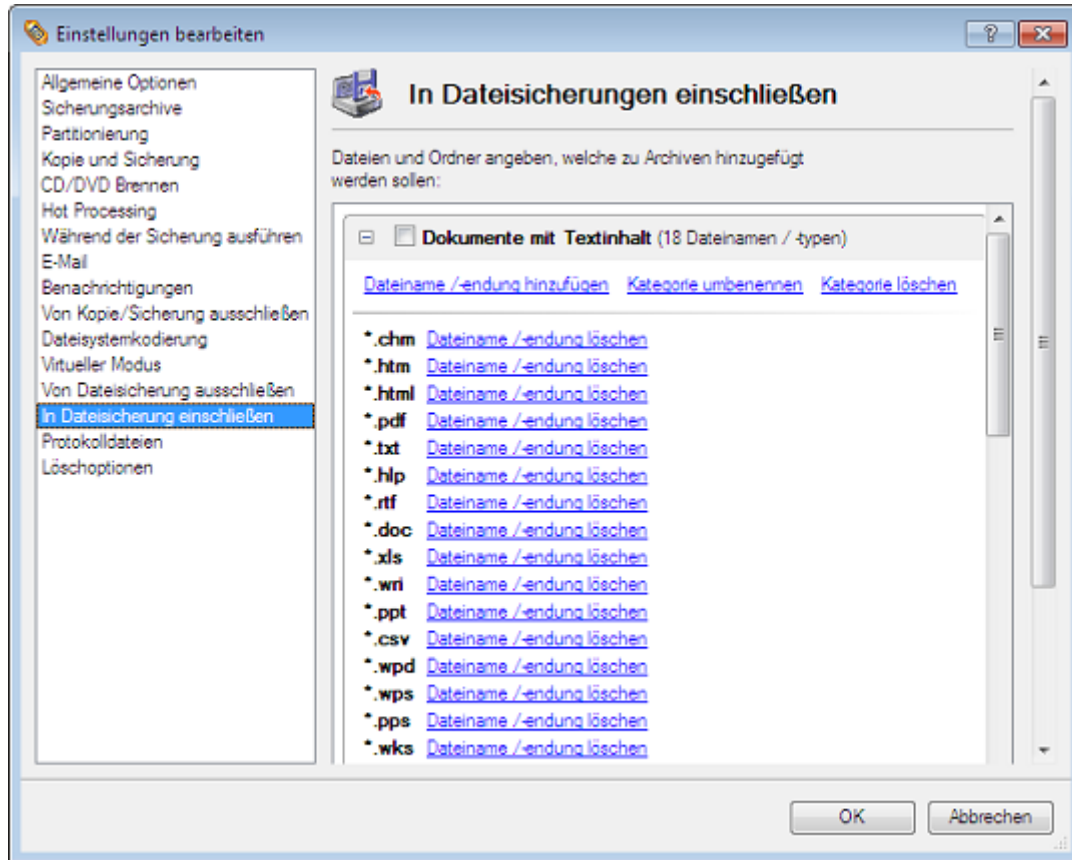 Einstellungen bearbeiten
Allgemeine Optionen
Sicherungsarchive
Partitionierung
Kopie und Sicherung
CD/DVD Brennen
Hot Processing
Während der Sicherung ausführen
E-Mail
Benachrichtigungen
Von Kopie/Sicherung ausschließen
Dateisystemkodierung
Virtueller Modus
Von Dateisicherung ausschließen
In Dateisicherung einschließen
Protokolldateien
Löschoptionen
In Dateisicherungen einschließen
Dateien und Ordner angeben, welche zu Archiven hinzugefügt
werden sollen:
Dokumente mit Textinhalt (18 Dateinamen / -typen)
Dateiname /-endung hinzufügen Kategorie umbenennen Kategorie löschen
*.chm Dateiname /-endung löschen
*.htm Dateiname /-endung löschen
*.html Dateiname /-endung löschen
*.pdf Dateiname /-endung löschen
*.txt Dateiname /-endung löschen
*.hlp Dateiname /-endung löschen
*.rtf Dateiname /-endung löschen
*.doc Dateiname /-endung löschen
*.xls Dateiname /-endung löschen
*.wri Dateiname /-endung löschen
*.ppt Dateiname /-endung löschen
*.csv Dateiname /-endung löschen
*.wpd Dateiname /-endung löschen
*.wps Dateiname /-endung löschen
*.pps Dateiname /-endung löschen
*.wks Dateiname /-endung löschen
OK Abbrechen